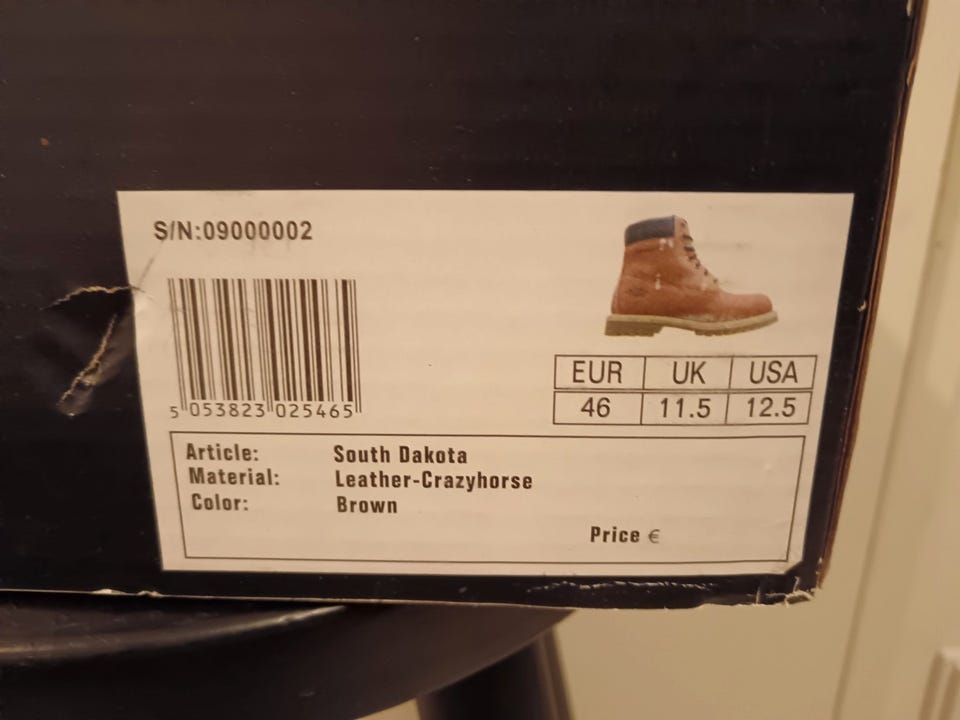 S/N:09000002
5 053823 025465
EUR UK USA
46 11.5 12.5
Article: South Dakota
Material: Leather-Crazyhorse
Color: Brown
Price €